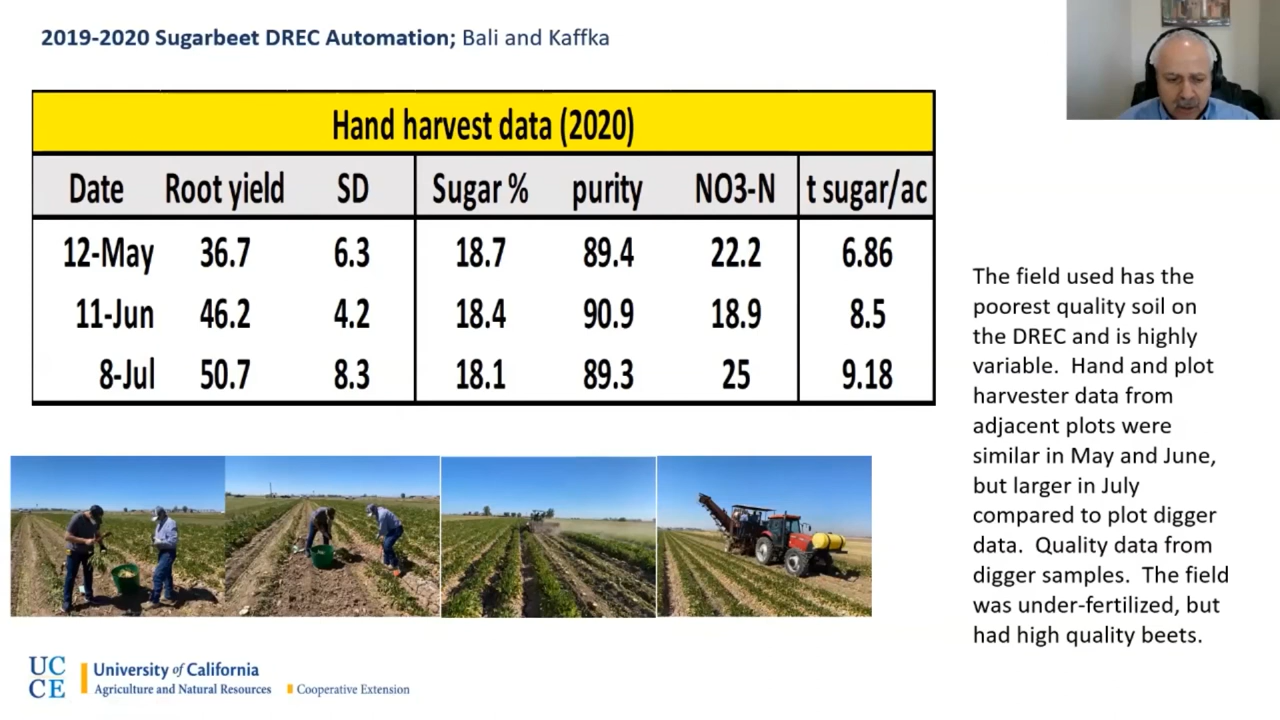 2019-2020 Sugarbeet DREC Automation; Bali and Kaffka
Hand harvest data (2020)
Date Root yield SD Sugar % purity NO3-N t sugar/ac
12-May 36.7 6.3 18.7 89.4 22.2 6.86
11-Jun 46.2 4.2 18.4 90.9 18.9 8.5
8-Jul 50.7 8.3 18.1 89.3 25 9.18
The field used has the
poorest quality soil on
the DREC and is highly
variable. Hand and plot
harvester data from
adjacent plots were
similar in May and June,
but larger in July
compared to plot digger
data. Quality data from
digger samples. The field
was under-fertilized, but
had high quality beets.
UC
CE
University of California
Agriculture and Natural Resources Cooperative Extension